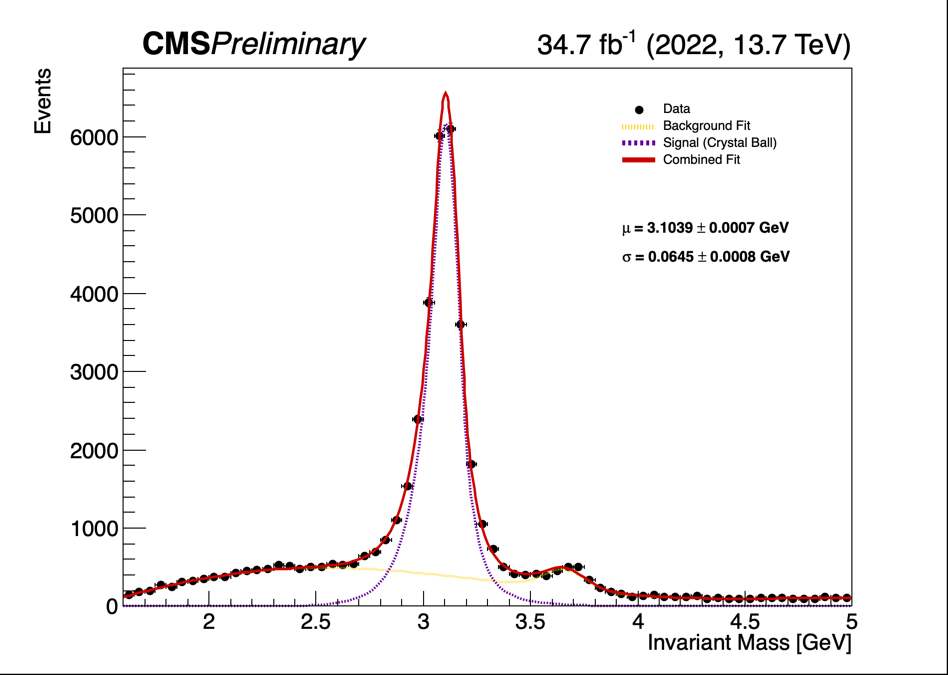 CMSPreliminary 34.7 fb⁻¹ (2022, 13.7 TeV)
Events
6000
5000
4000
3000
2000
1000
0
Data
Background Fit
Signal (Crystal Ball)
Combined Fit
μ = 3.1039 ± 0.0007 GeV
σ = 0.0645 ± 0.0008 GeV
2 2.5 3 3.5 4 4.5 5
Invariant Mass [GeV]